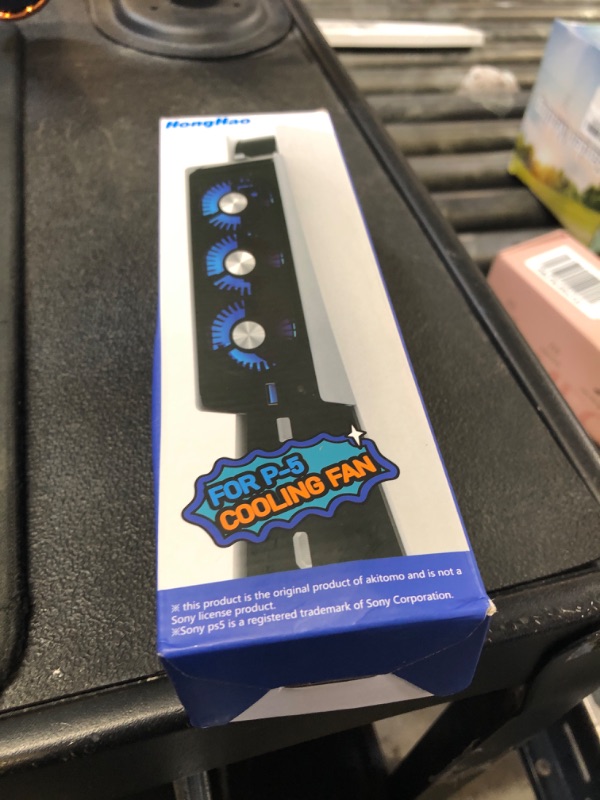 HongHao
FOR P-5
COOLING FAN
※ this product is the original product of akitomo and is not a
Sony license product.
※Sony ps5 is a registered trademark of Sony Corporation.